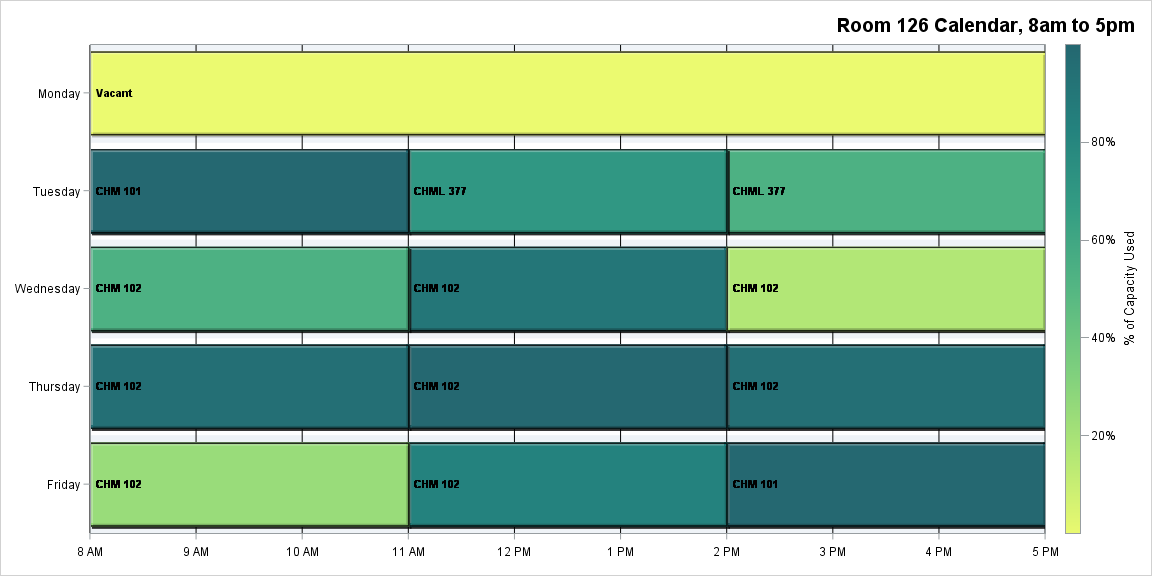 Room 126 Calendar, 8am to 5pm
Monday
Vacant
Tuesday
CHM 101
CHML 377
CHML 377
Wednesday
CHM 102
CHM 102
CHM 102
Thursday
CHM 102
CHM 102
CHM 102
Friday
CHM 102
CHM 102
CHM 101
8 AM
9 AM
10 AM
11 AM
12 PM
1 PM
2 PM
3 PM
4 PM
5 PM
80%
60%
40%
20%
% of Capacity Used